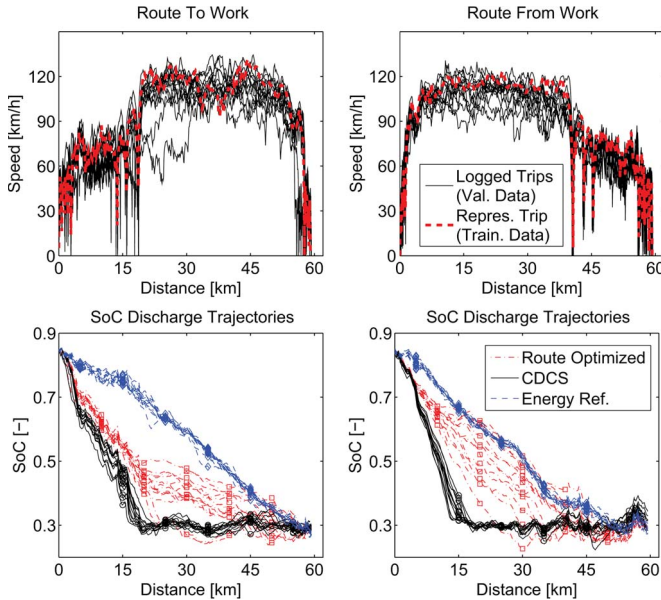 Route To Work
Route From Work
Speed [km/h]
120
90
60
30
0
0
15
30
45
60
Distance [km]
Speed [km/h]
120
90
60
30
0
Logged Trips
(Val. Data)
Repres. Trip
(Train. Data)
0
15
30
45
60
Distance [km]
SoC Discharge Trajectories
SoC Discharge Trajectories
SoC [–]
0.9
0.7
0.5
0.3
0
15
30
45
60
Distance [km]
SoC [–]
0.9
0.7
0.5
0.3
Route Optimized
CDCS
Energy Ref.
0
15
30
45
60
Distance [km]